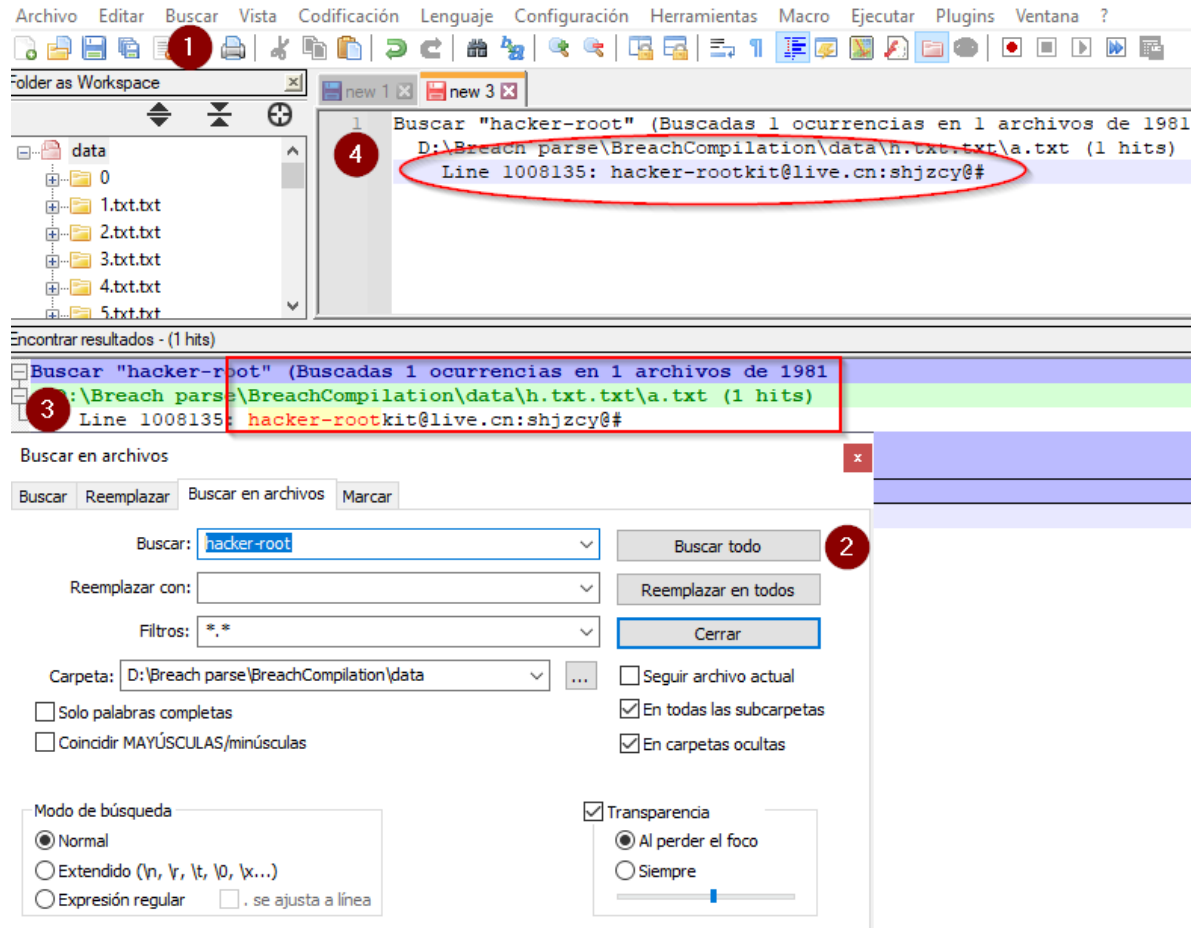 Archivo Editar Buscar Vista Codificación Lenguaje Configuración Herramientas Macro Ejecutar Plugins Ventana ?
1
Folder as Workspace
data
0
1.txt.txt
2.txt.txt
3.txt.txt
4.txt.txt
5.txt.txt
new 1 new 3
1 Buscar "hacker-root" (Buscadas 1 ocurrencias en 1 archivos de 1981
4 D:\Breach parse\BreachCompilation\data\h.txt.txt\a.txt (1 hits)
Line 1008135: hacker-rootkit@live.cn:shjzcy@#
Encontrar resultados - (1 hits)
Buscar "hacker-root" (Buscadas 1 ocurrencias en 1 archivos de 1981
:\Breach parse\BreachCompilation\data\h.txt.txt\a.txt (1 hits)
3
Line 1008135: hacker-rootkit@live.cn:shjzcy@#
Buscar en archivos
x
Buscar Reemplazar Buscar en archivos Marcar
Buscar: hacker-root Buscar todo 2
Reemplazar con: Reemplazar en todos
Filtros: *.* Cerrar
Carpeta: D:\Breach parse\BreachCompilation\data ... Seguir archivo actual
Solo palabras completas En todas las subcarpetas
Coincidir MAYÚSCULAS/minúsculas En carpetas ocultas
Modo de búsqueda Transparencia
Normal Al perder el foco
Extendido (\n, \r, \t, \0, \x...) Siempre
Expresión regular . se ajusta a línea